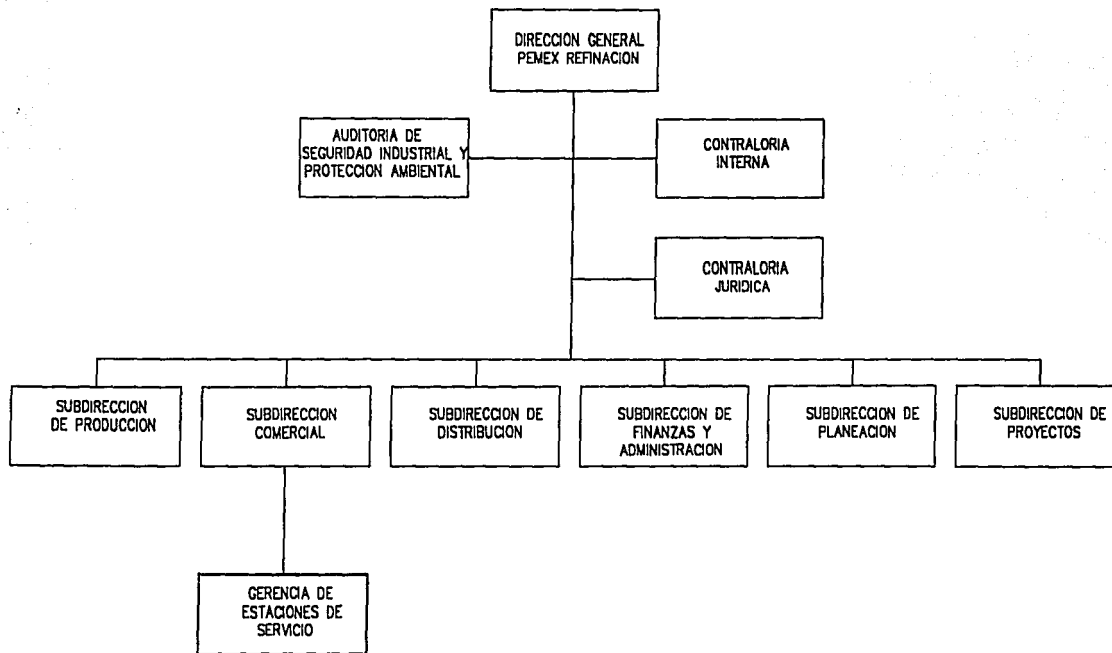 DIRECCION GENERAL
PEMEX REFINACION
AUDITORIA DE
SEGURIDAD INDUSTRIAL Y
PROTECCION AMBIENTAL
CONTRALORIA
INTERNA
CONTRALORIA
JURIDICA
SUBDIRECCION
DE PRODUCCION
SUBDIRECCION
COMERCIAL
SUBDIRECCION DE
DISTRIBUCION
SUBDIRECCION DE
FINANZAS Y
ADMINISTRACION
SUBDIRECCION DE
PLANEACION
SUBDIRECCION DE
PROYECTOS
GERENCIA DE
ESTACIONES DE
SERVICIO